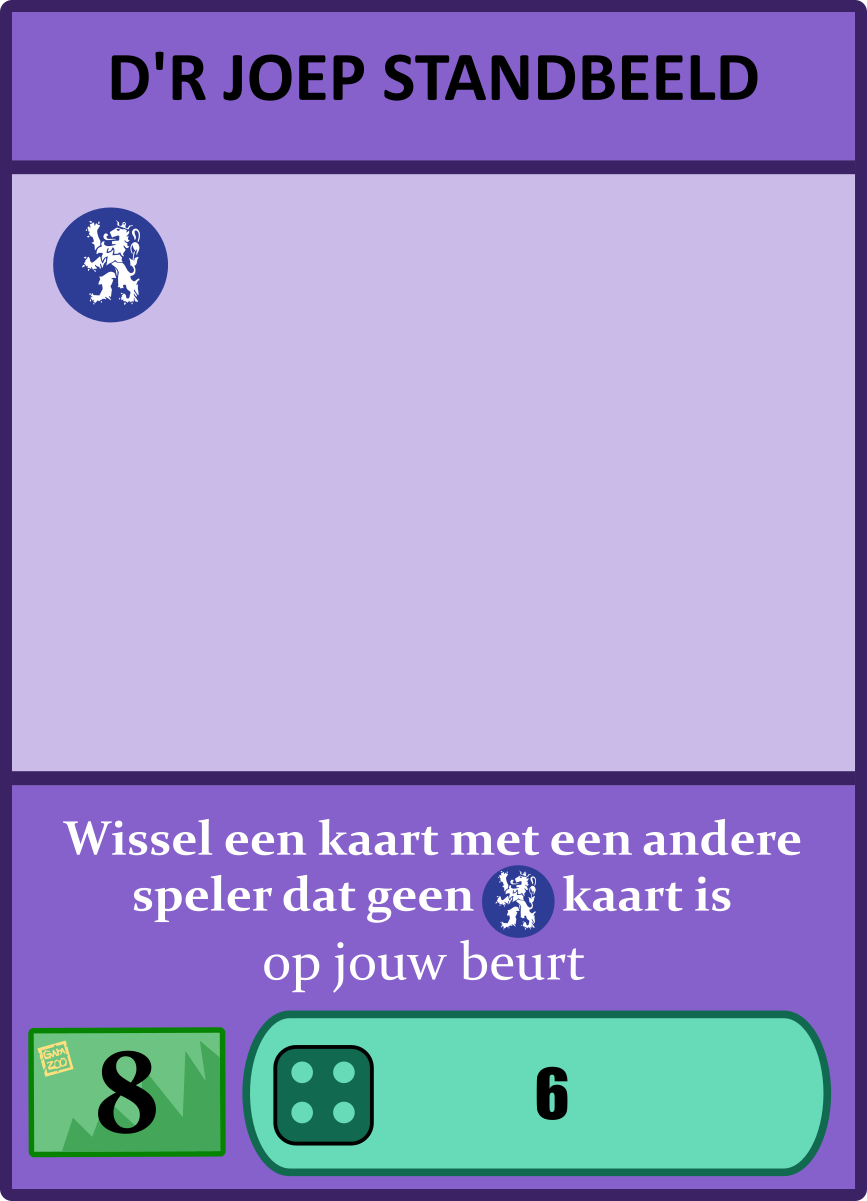 D'R JOEP STANDBEELD
Wissel een kaart met een andere
speler dat geen kaart is
op jouw beurt
GAM
ZOO
8
6